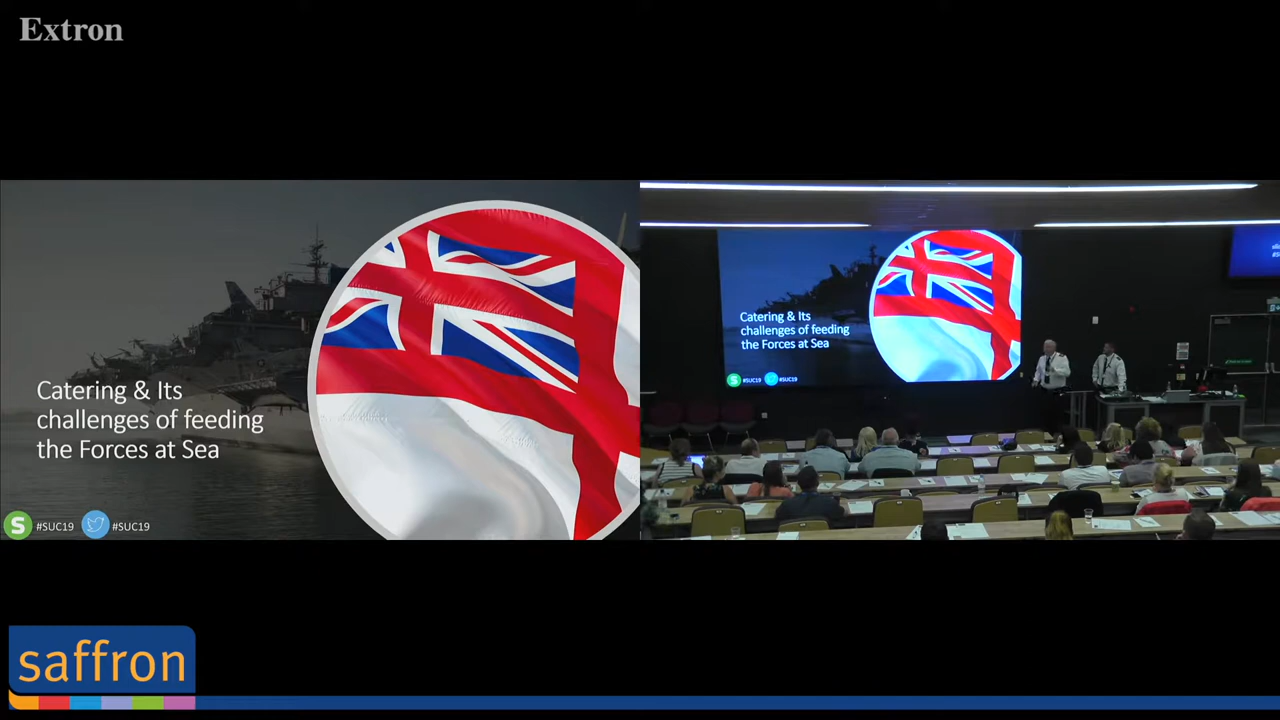 Extron
Catering & Its
challenges of feeding
the Forces at Sea
S #SUC19 #SUC19
Catering & Its
challenges of feeding
the Forces at Sea
S #SUC19 #SUC19
saffron